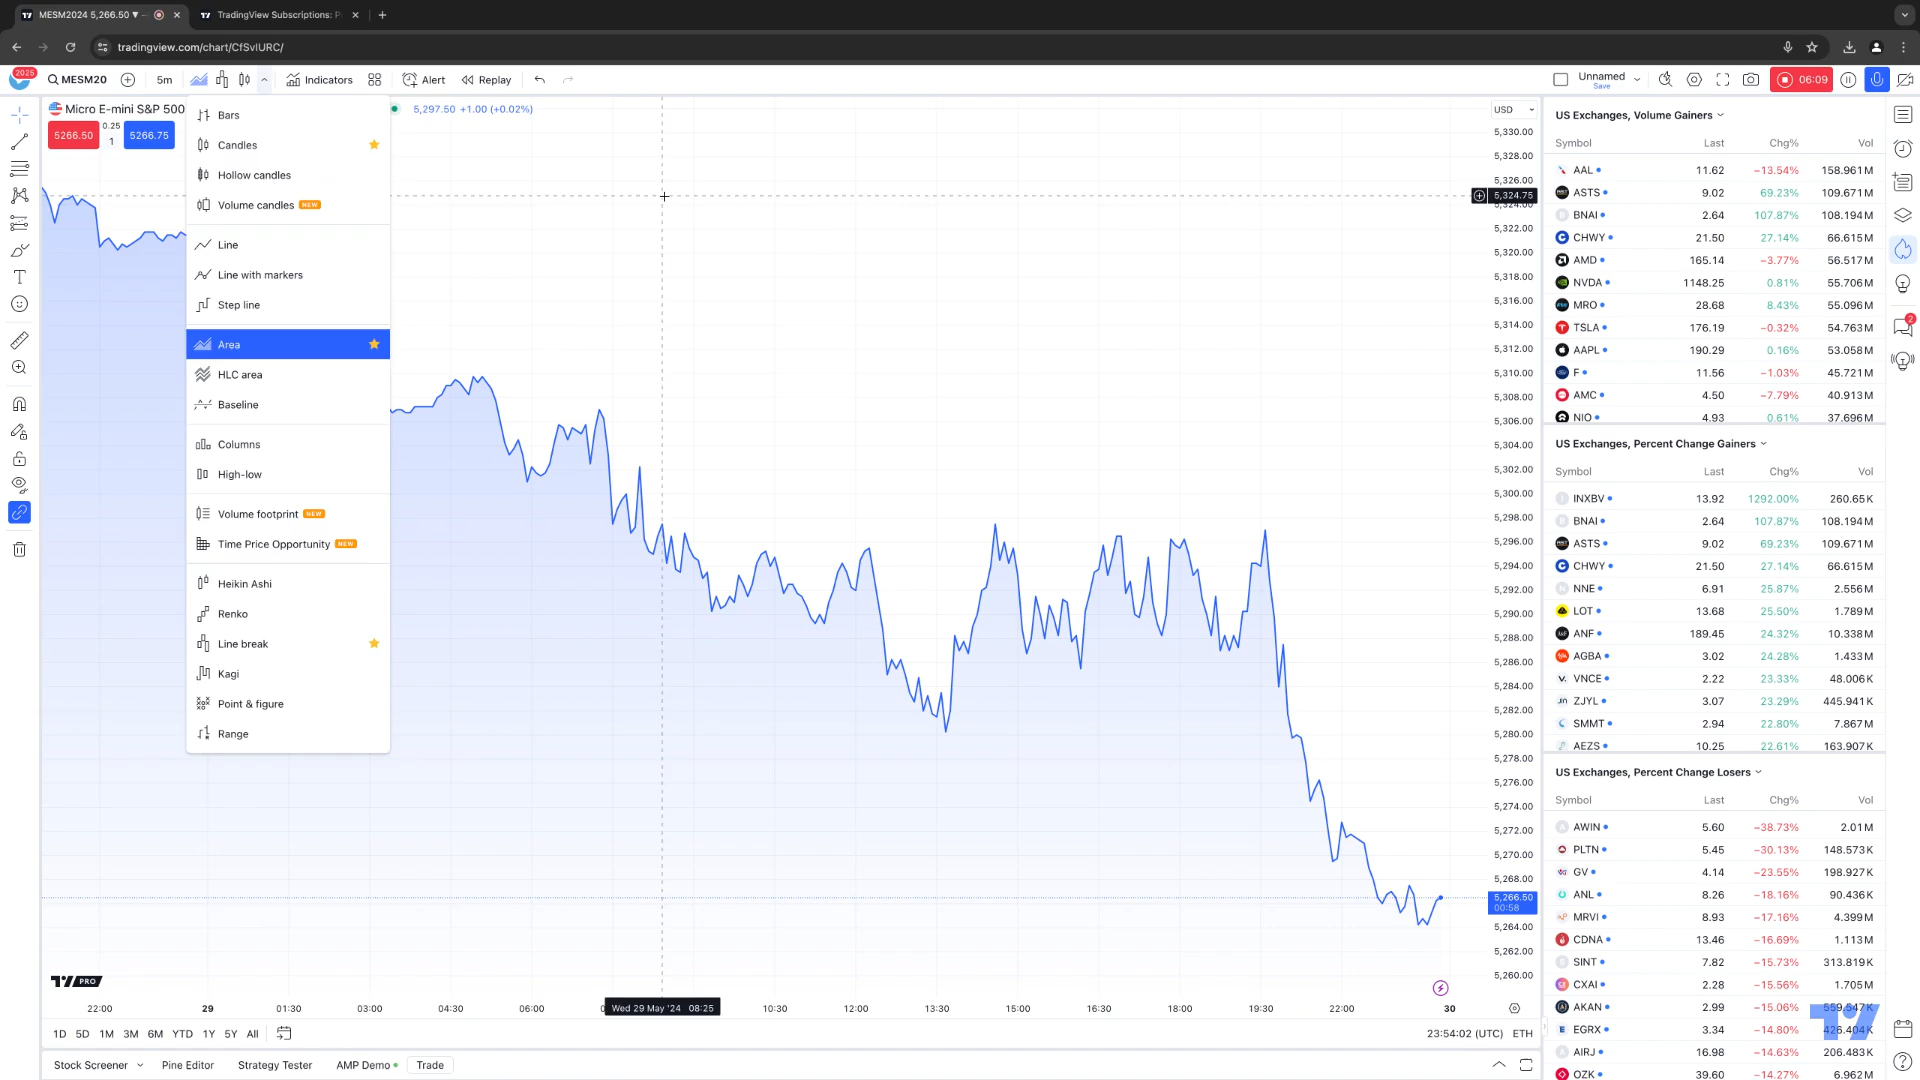 MESM2024 5,266.50 ▼ –
TradingView Subscriptions: P
tradingview.com/chart/CfSvIURC/
2025
MESM20
5m
Indicators
Alert
Replay
Unnamed
Save
06:09
Micro E-mini S&P 500
5,297.50 +1.00 (+0.02%)
5266.50
0.25
1
5266.75
Bars
Candles
Hollow candles
Volume candles NEW
Line
Line with markers
Step line
Area
HLC area
Baseline
Columns
High-low
Volume footprint NEW
Time Price Opportunity NEW
Heikin Ashi
Renko
Line break
Kagi
Point & figure
Range
USD
5,330.00
5,328.00
5,326.00
5,324.75
5,324.00
5,322.00
5,320.00
5,318.00
5,316.00
5,314.00
5,312.00
5,310.00
5,308.00
5,306.00
5,304.00
5,302.00
5,300.00
5,298.00
5,296.00
5,294.00
5,292.00
5,290.00
5,288.00
5,286.00
5,284.00
5,282.00
5,280.00
5,278.00
5,276.00
5,274.00
5,272.00
5,270.00
5,268.00
5,266.50
00:58
5,264.00
5,262.00
5,260.00
PRO
22:00 29 01:30 03:00 04:30 06:00 Wed 29 May '24 08:25 10:30 12:00 13:30 15:00 16:30 18:00 19:30 22:00 30
1D 5D 1M 3M 6M YTD 1Y 5Y All
23:54:02 (UTC) ETH
Stock Screener Pine Editor Strategy Tester AMP Demo Trade
US Exchanges, Volume Gainers
Symbol Last Chg% Vol
AAL 11.62 −13.54% 158.961M
ASTS 9.02 69.23% 109.671M
BNAI 2.64 107.87% 108.194M
CHWY 21.50 27.14% 66.615M
AMD 165.14 −3.77% 56.517M
NVDA 1148.25 0.81% 55.706M
MRO 28.68 8.43% 55.096M
TSLA 176.19 −0.32% 54.763M
AAPL 190.29 0.16% 53.058M
F 11.56 −1.03% 45.721M
AMC 4.50 −7.79% 40.913M
NIO 4.93 0.61% 37.696M
US Exchanges, Percent Change Gainers
Symbol Last Chg% Vol
INXBV 13.92 1292.00% 260.65K
BNAI 2.64 107.87% 108.194M
ASTS 9.02 69.23% 109.671M
CHWY 21.50 27.14% 66.615M
NNE 6.91 25.87% 2.556M
LOT 13.68 25.50% 1.789M
ANF 189.45 24.32% 10.338M
AGBA 3.02 24.28% 1.433M
VNCE 2.22 23.33% 48.006K
ZJYL 3.07 23.29% 445.941K
SMMT 2.94 22.80% 7.867M
AEZS 10.25 22.61% 163.907K
US Exchanges, Percent Change Losers
Symbol Last Chg% Vol
AWIN 5.60 −38.73% 2.01M
PLTN 5.45 −30.13% 148.573K
GV 4.14 −23.55% 198.927K
ANL 8.26 −18.16% 90.436K
MRVI 8.93 −17.16% 4.399M
CDNA 13.46 −16.69% 1.113M
SINT 7.82 −15.73% 313.819K
CXAI 2.28 −15.56% 1.705M
AKAN 2.99 −15.06% 559.547K
EGRX 3.34 −14.80% 426.404K
AIRJ 16.98 −14.63% 206.483K
OZK 39.60 −14.27% 6.962M
2